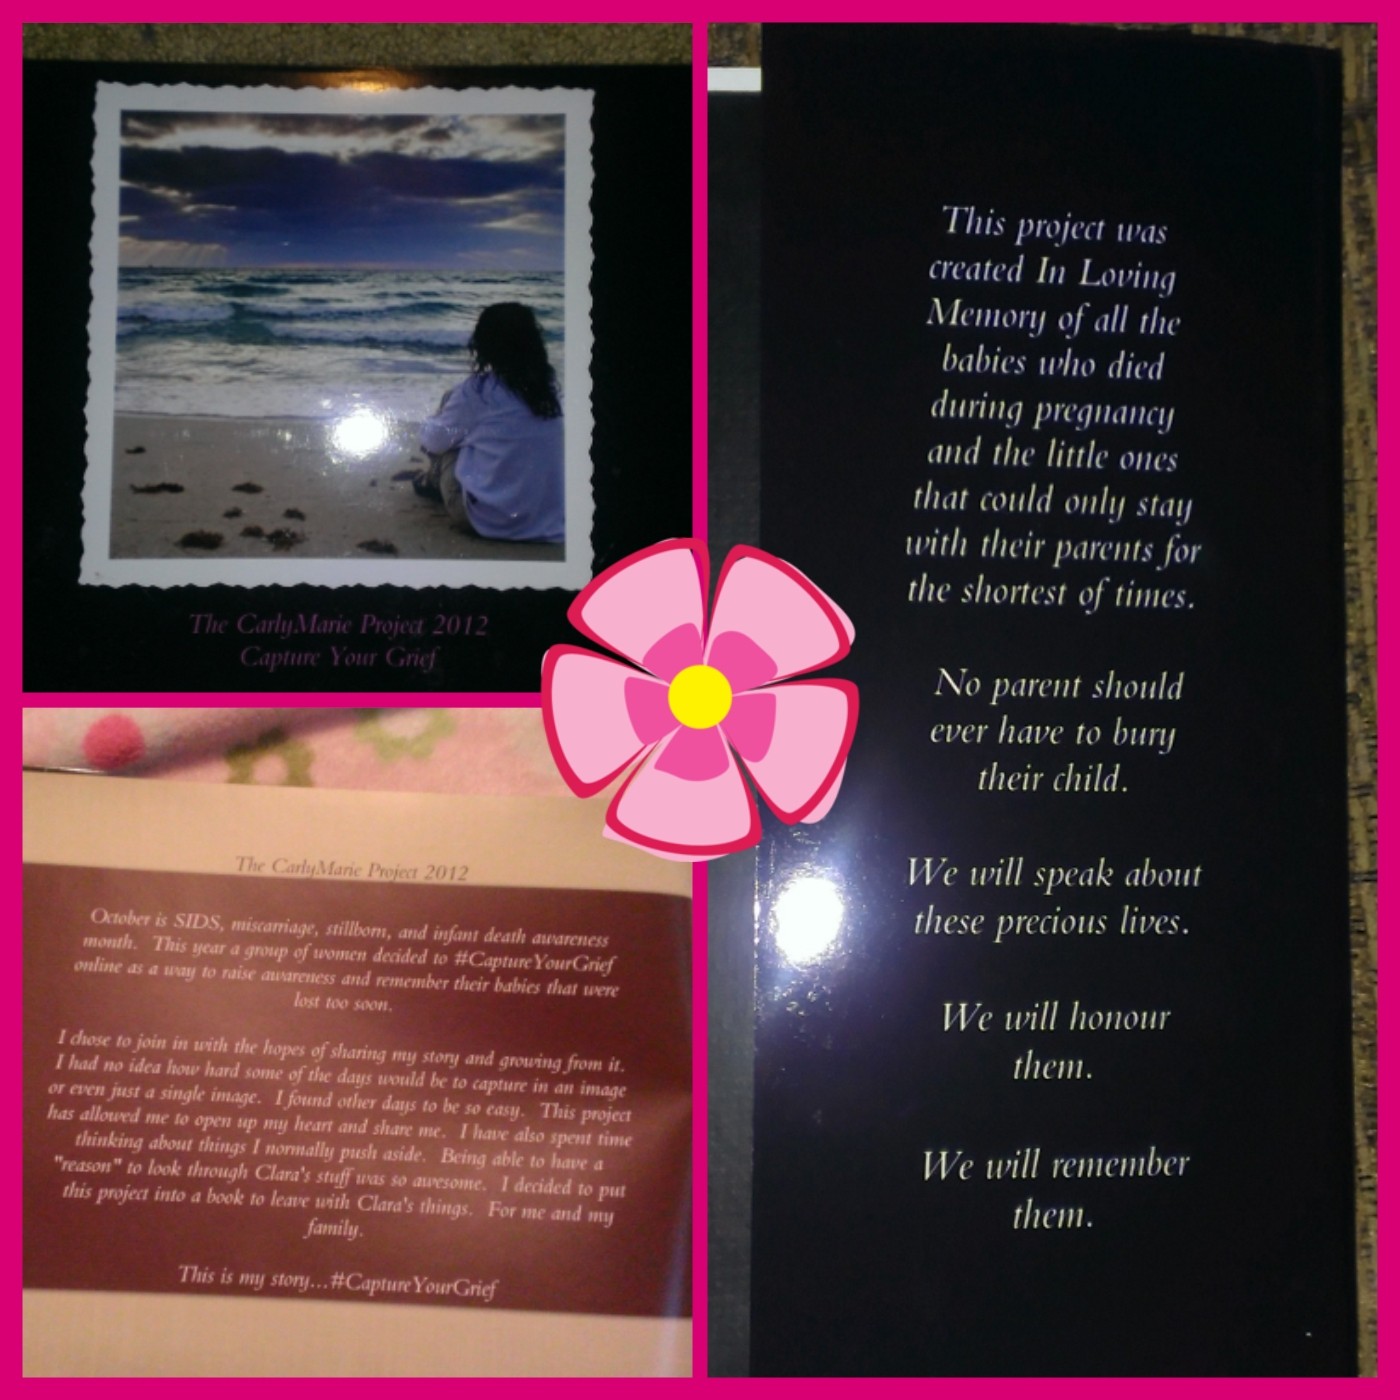 The CarlyMarie Project 2012
Capture Your Grief
The CarlyMarie Project 2012
October is SIDS, miscarriage, stillborn, and infant death awareness
month. This year a group of women decided to #CaptureYourGrief
online as a way to raise awareness and remember their babies that were
lost too soon.
I chose to join in with the hopes of sharing my story and growing from it.
I had no idea how hard some of the days would be to capture in an image
or even just a single image. I found other days to be so easy. This project
has allowed me to open up my heart and share me. I have also spent time
thinking about things I normally push aside. Being able to have a
"reason" to look through Clara's stuff was so awesome. I decided to put
this project into a book to leave with Clara's things. For me and my
family.
This is my story...#CaptureYourGrief
This project was
created In Loving
Memory of all the
babies who died
during pregnancy
and the little ones
that could only stay
with their parents for
the shortest of times.
No parent should
ever have to bury
their child.
We will speak about
these precious lives.
We will honour
them.
We will remember
them.